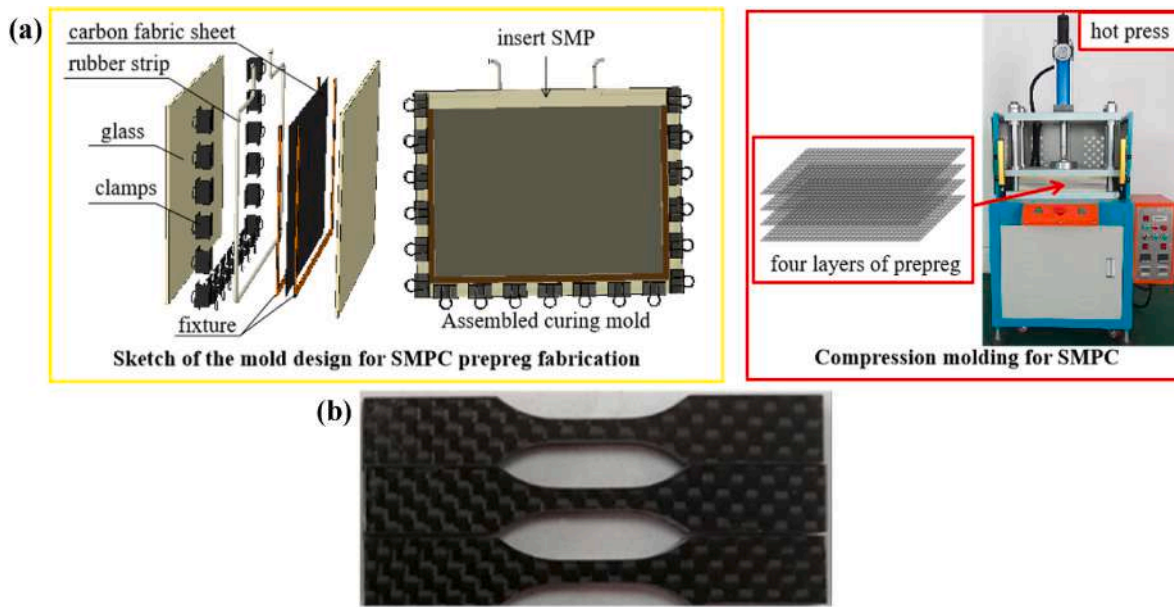 (a)
carbon fabric sheet
rubber strip
glass
clamps
fixture
insert SMP
Assembled curing mold
Sketch of the mold design for SMPC prepreg fabrication
hot press
four layers of prepreg
Compression molding for SMPC
(b)